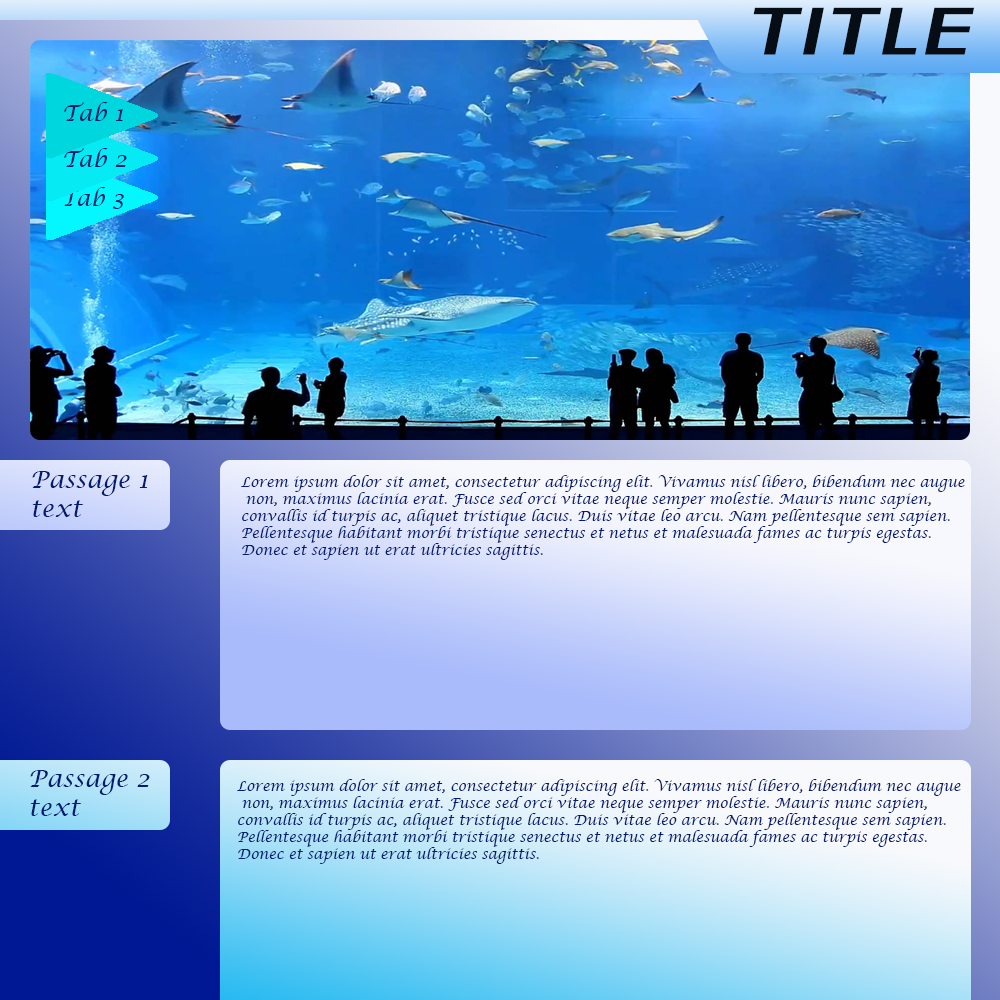 TITLE
Tab 1
Tab 2
Tab 3
Passage 1
text
Lorem ipsum dolor sit amet, consectetur adipiscing elit. Vivamus nisl libero, bibendum nec augue
non, maximus lacinia erat. Fusce sed orci vitae neque semper molestie. Mauris nunc sapien,
convallis id turpis ac, aliquet tristique lacus. Duis vitae leo arcu. Nam pellentesque sem sapien.
Pellentesque habitant morbi tristique senectus et netus et malesuada fames ac turpis egestas.
Donec et sapien ut erat ultricies sagittis.
Passage 2
text
Lorem ipsum dolor sit amet, consectetur adipiscing elit. Vivamus nisl libero, bibendum nec augue
non, maximus lacinia erat. Fusce sed orci vitae neque semper molestie. Mauris nunc sapien,
convallis id turpis ac, aliquet tristique lacus. Duis vitae leo arcu. Nam pellentesque sem sapien.
Pellentesque habitant morbi tristique senectus et netus et malesuada fames ac turpis egestas.
Donec et sapien ut erat ultricies sagittis.